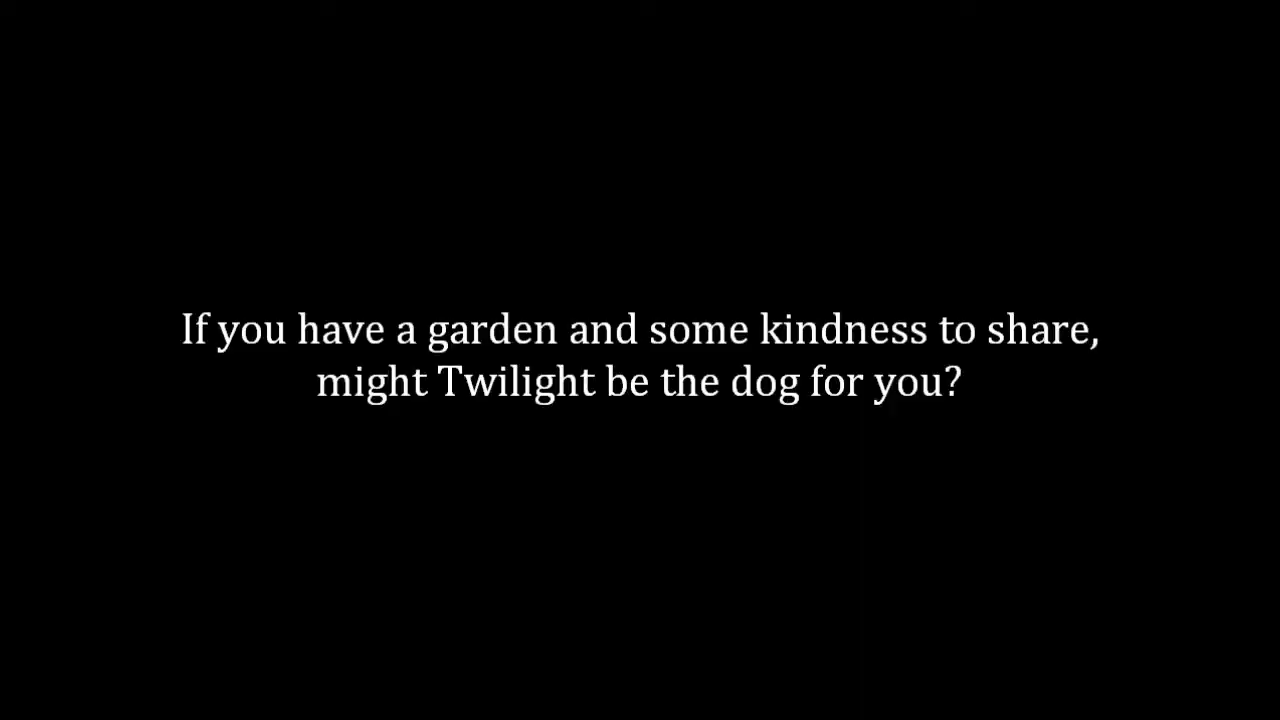 If you have a garden and some kindness to share,
might Twilight be the dog for you?